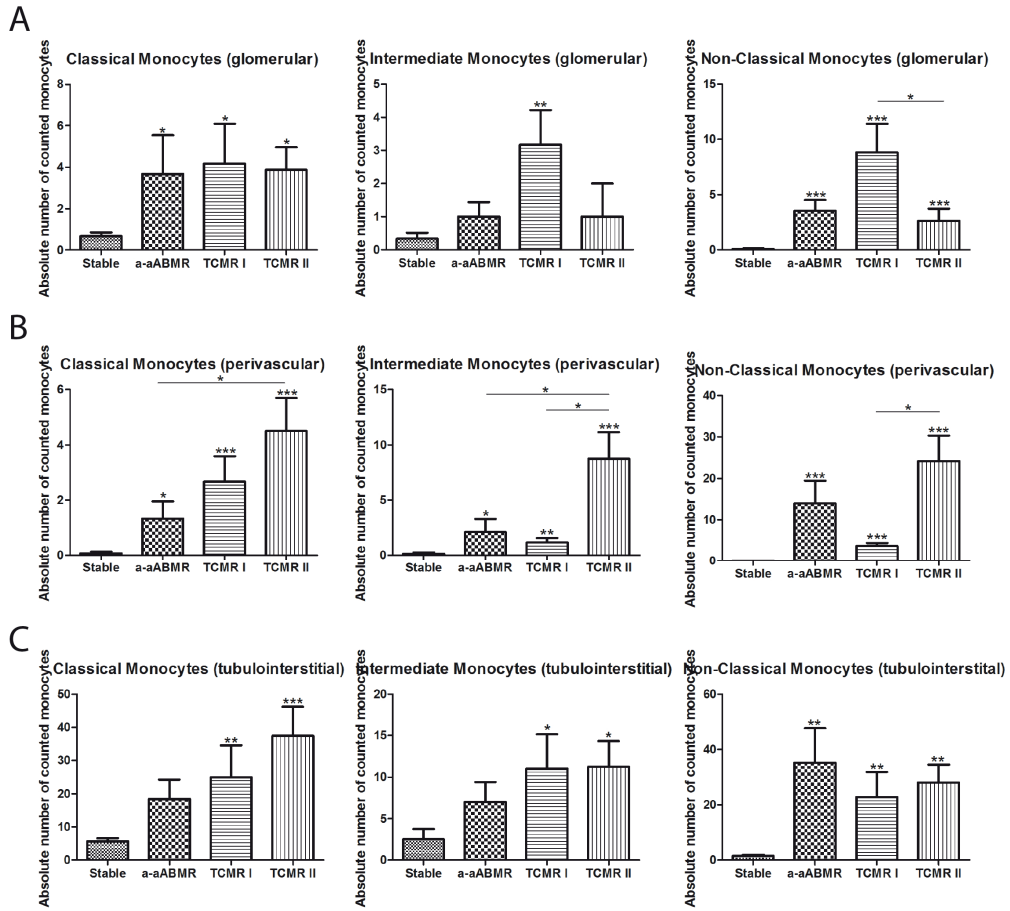 A
Classical Monocytes (glomerular)
Absolute number of counted monocytes
8
6
4
2
0
*
*
*
Stable a-aABMR TCMR I TCMR II
Intermediate Monocytes (glomerular)
Absolute number of counted monocytes
5
4
3
2
1
0
**
Stable a-aABMR TCMR I TCMR II
Non-Classical Monocytes (glomerular)
Absolute number of counted monocytes
15
10
5
0
*
***
***
***
Stable a-aABMR TCMR I TCMR II
B
Classical Monocytes (perivascular)
Absolute number of counted monocytes
6
4
2
0
*
*
***
***
Stable a-aABMR TCMR I TCMR II
Intermediate Monocytes (perivascular)
Absolute number of counted monocytes
15
10
5
0
*
*
*
**
***
Stable a-aABMR TCMR I TCMR II
Non-Classical Monocytes (perivascular)
Absolute number of counted monocytes
40
30
20
10
0
*
***
***
***
Stable a-aABMR TCMR I TCMR II
C
Classical Monocytes (tubulointerstitial)
Absolute number of counted monocytes
50
40
30
20
10
0
**
***
Stable a-aABMR TCMR I TCMR II
Intermediate Monocytes (tubulointerstitial)
Absolute number of counted monocytes
20
15
10
5
0
*
*
Stable a-aABMR TCMR I TCMR II
Non-Classical Monocytes (tubulointerstital)
Absolute number of counted monocytes
60
40
20
0
**
**
**
Stable a-aABMR TCMR I TCMR II